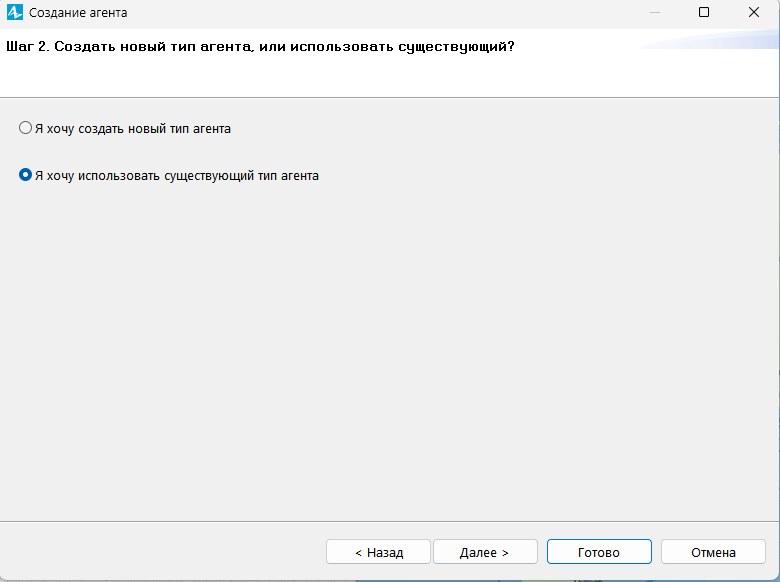 Создание агента
Шаг 2. Создать новый тип агента, или использовать существующий?
Я хочу создать новый тип агента
Я хочу использовать существующий тип агента
< Назад
Далее >
Готово
Отмена